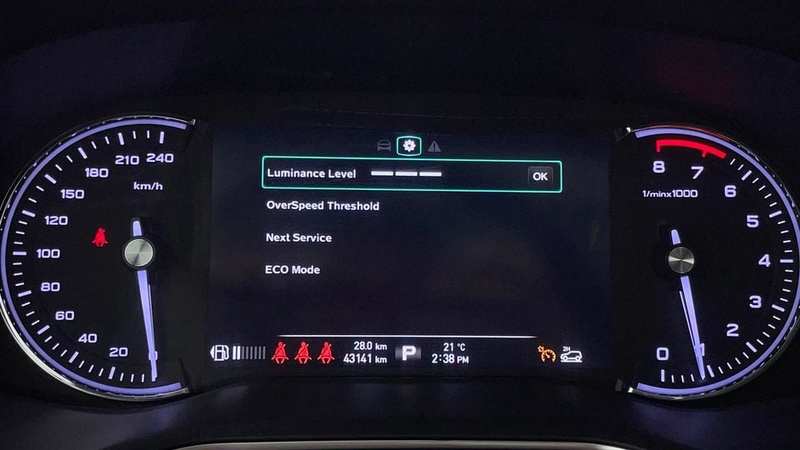 240
210
180
150
120
100
80
60
40
20
0
km/h
Luminance Level
OK
OverSpeed Threshold
Next Service
ECO Mode
28.0 km
43141 km
P
21 °C
2:38 PM
2H
8
7
6
5
4
3
2
1
0
1/minx1000